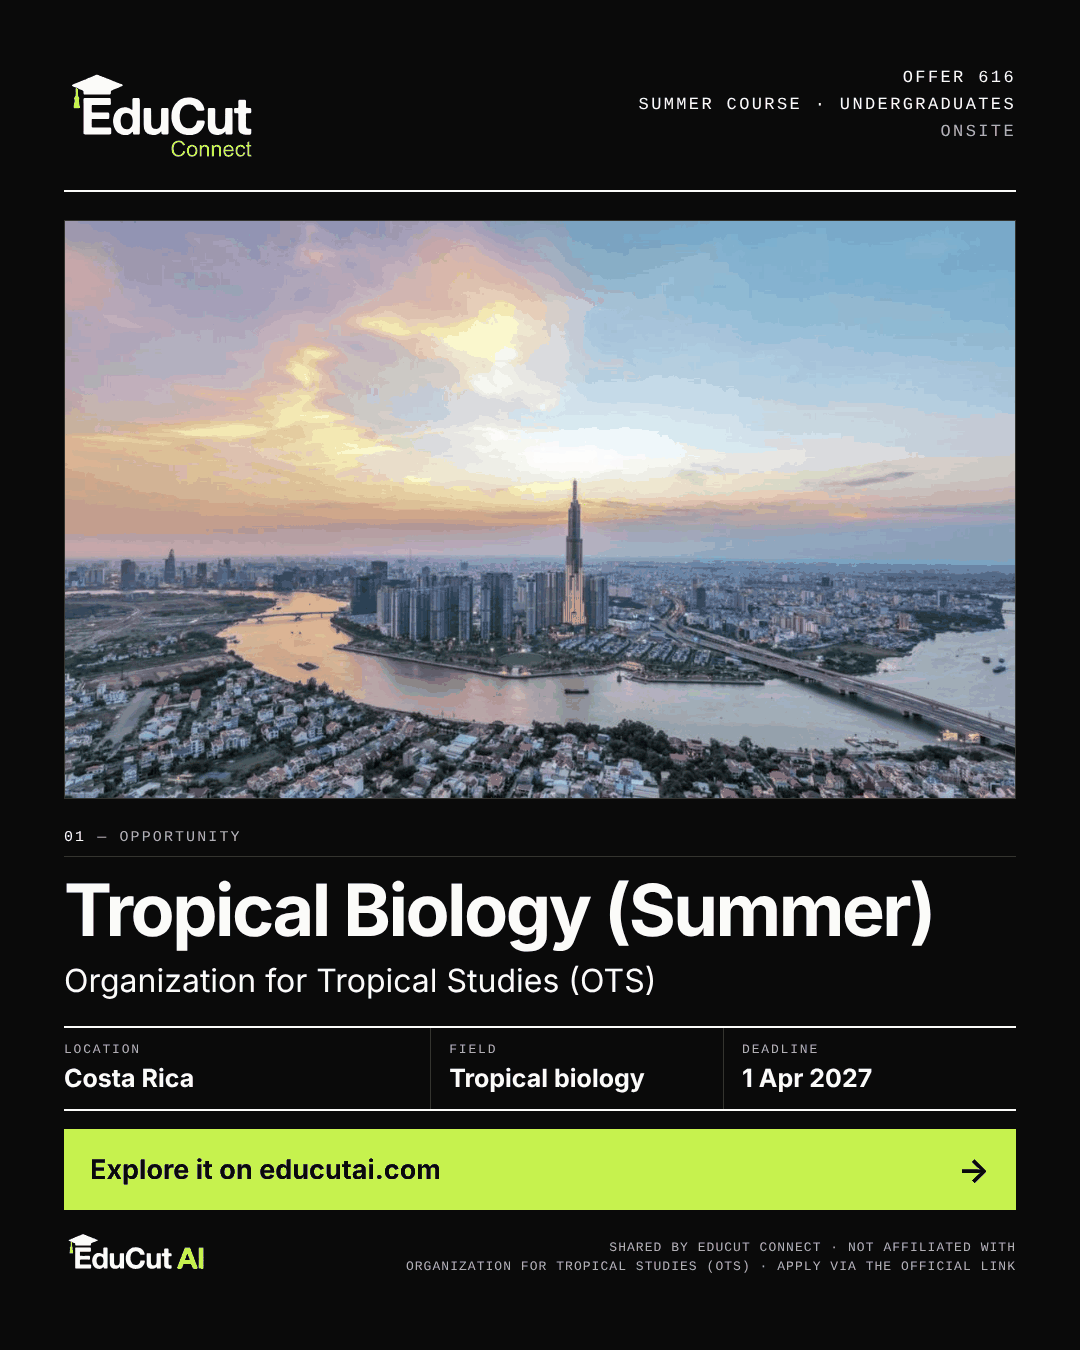 EduCut
Connect
OFFER 616
SUMMER COURSE · UNDERGRADUATES
ONSITE
01 — OPPORTUNITY
Tropical Biology (Summer)
Organization for Tropical Studies (OTS)
LOCATION
Costa Rica
FIELD
Tropical biology
DEADLINE
1 Apr 2027
Explore it on educutai.com →
EduCut AI
SHARED BY EDUCUT CONNECT · NOT AFFILIATED WITH
ORGANIZATION FOR TROPICAL STUDIES (OTS) · APPLY VIA THE OFFICIAL LINK